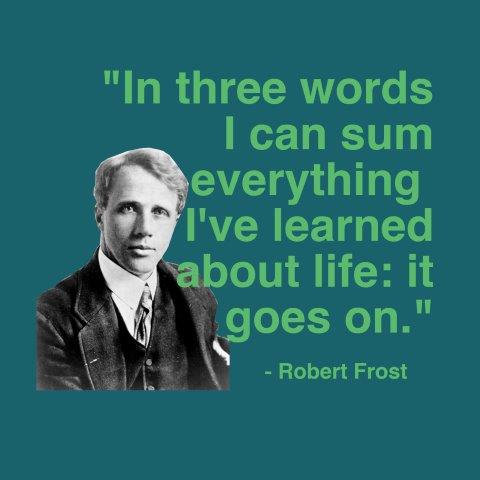 "In three words
I can sum
everything
I've learned
about life: it
goes on."
- Robert Frost